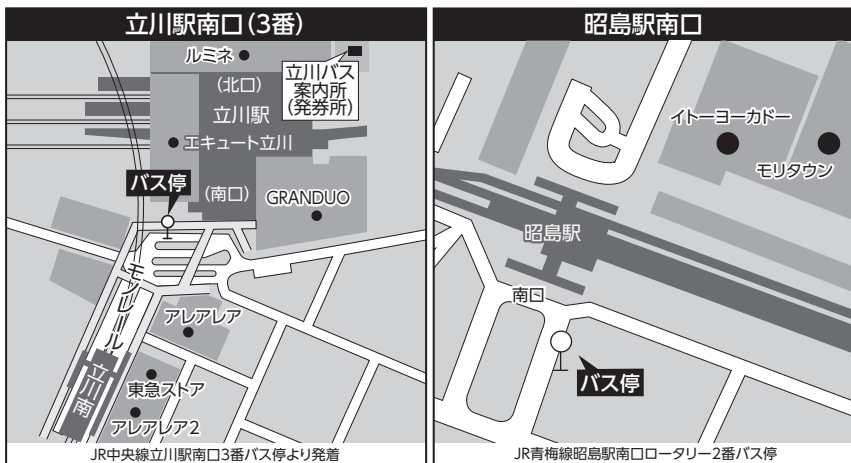 立川駅南口(3番)
ルミネ
立川バス
案内所
(発券所)
(北口)
立川駅
エキュート立川
バス停
(南口)
GRANDUO
モノレール
アレアレア
立川南
東急ストア
アレアレア2
JR中央線立川駅南口3番バス停より発着
昭島駅南口
イトーヨーカドー
モリタウン
昭島駅
南口
バス停
JR青梅線昭島駅南口ロータリー2番バス停